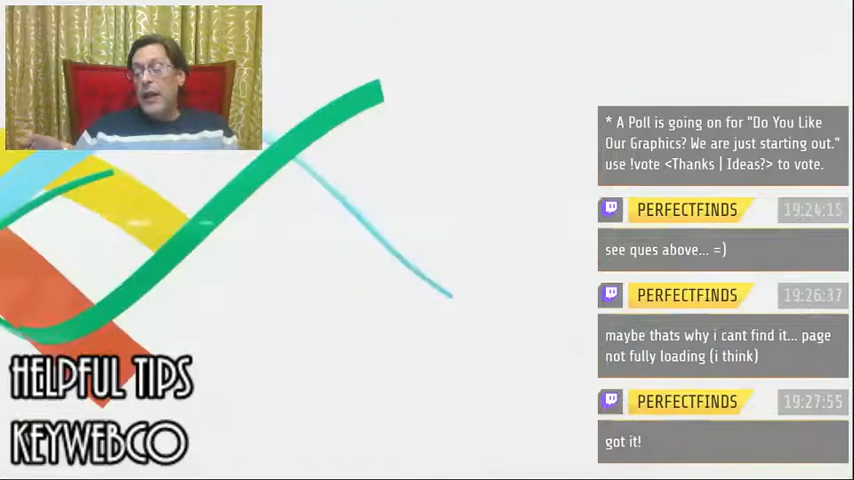 * A Poll is going on for "Do You Like
Our Graphics? We are just starting out."
use !vote <Thanks | Ideas?> to vote.
PERFECTFINDS 19:24:15
see ques above... =)
PERFECTFINDS 19:26:37
maybe thats why i cant find it... page
not fully loading (i think)
PERFECTFINDS 19:27:55
got it!
HELPFUL TIPS
KEYWEBCO